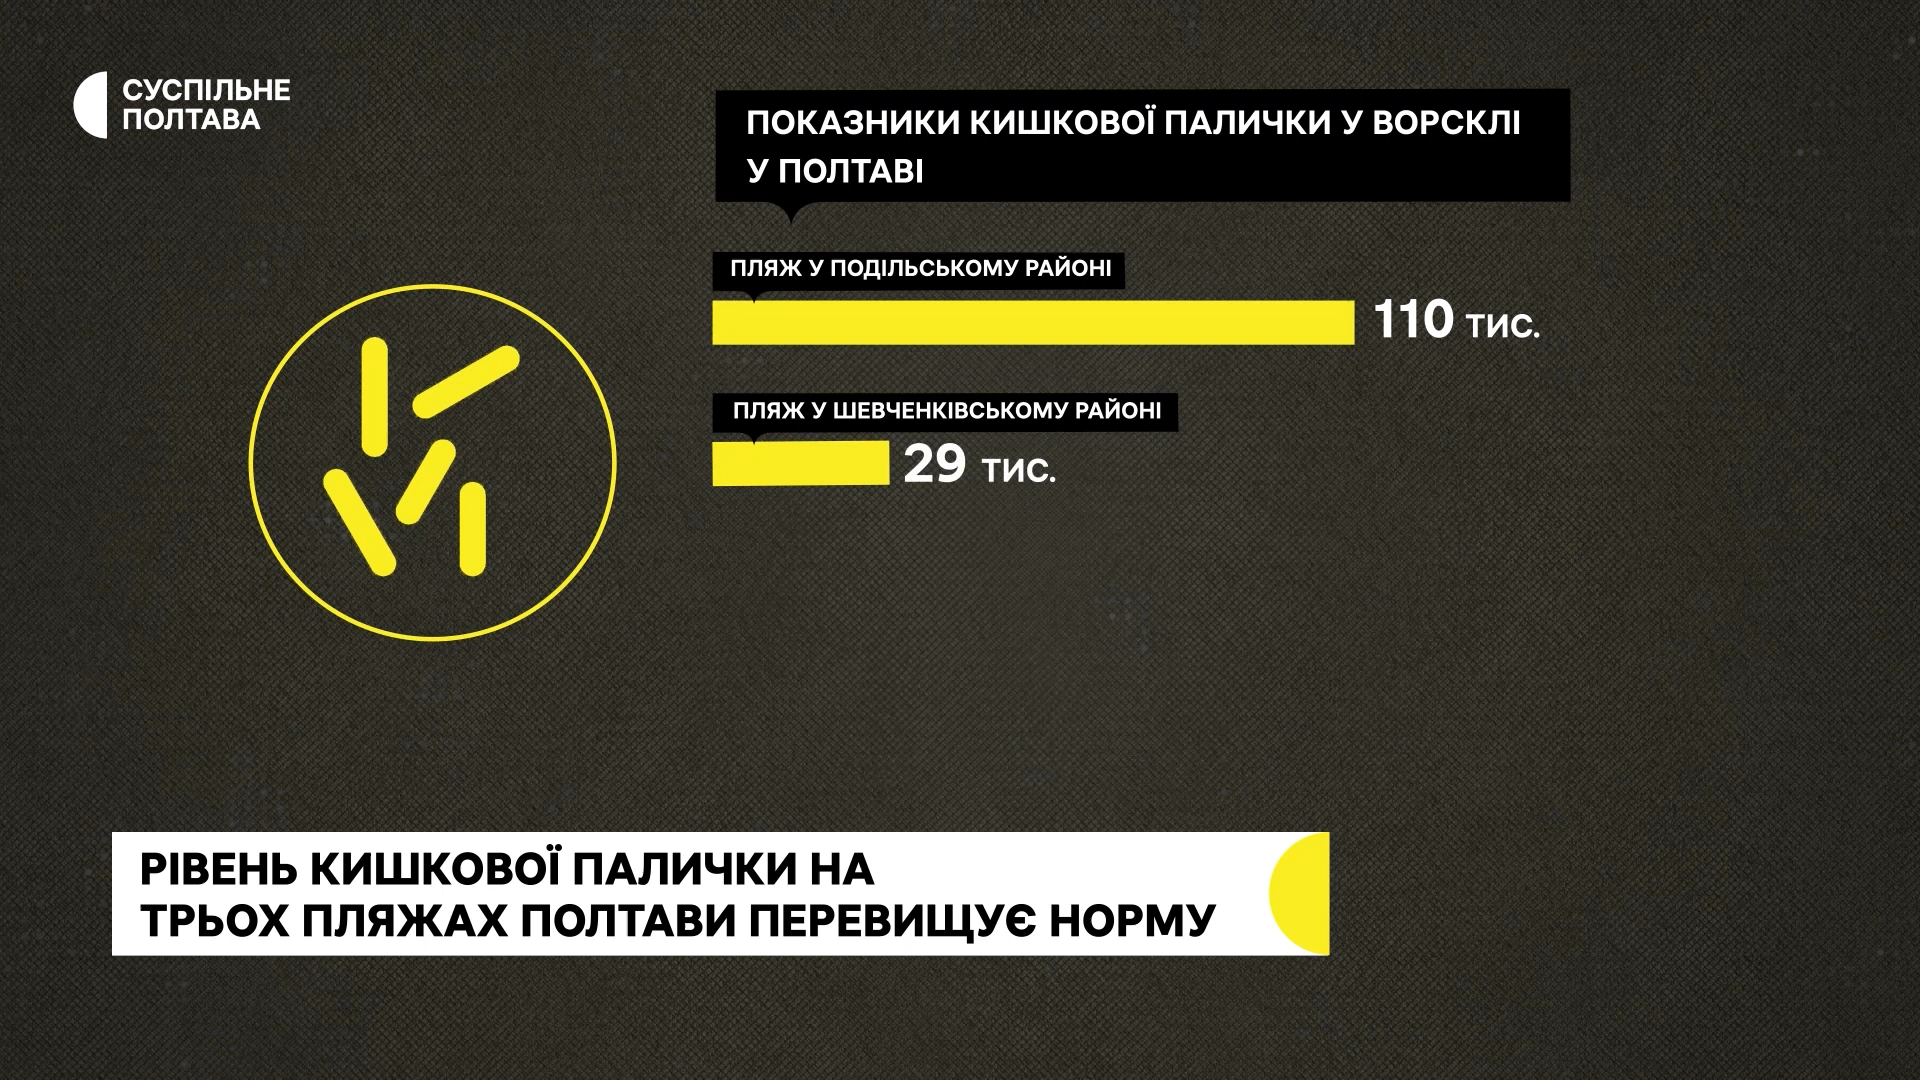 СУСПІЛЬНЕ
ПОЛТАВА
ПОКАЗНИКИ КИШКОВОЇ ПАЛИЧКИ У ВОРСКЛІ
У ПОЛТАВІ
ПЛЯЖ У ПОДІЛЬСЬКОМУ РАЙОНІ
110 ТИС.
ПЛЯЖ У ШЕВЧЕНКІВСЬКОМУ РАЙОНІ
29 ТИС.
РІВЕНЬ КИШКОВОЇ ПАЛИЧКИ НА
ТРЬОХ ПЛЯЖАХ ПОЛТАВИ ПЕРЕВИЩУЄ НОРМУ